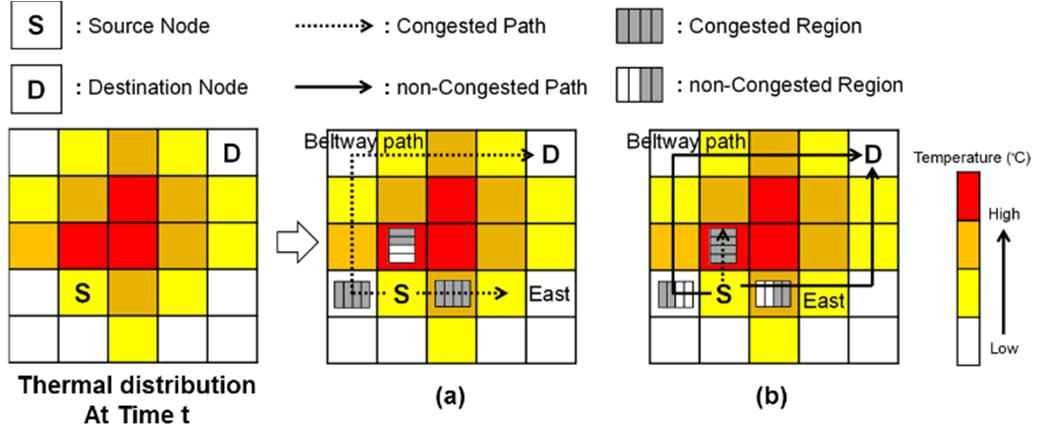 S : Source Node
: Congested Path
: Congested Region
D : Destination Node
: non-Congested Path
: non-Congested Region
D
S
Thermal distribution
At Time t
Beltway path
D
S
East
(a)
Beltway path
D
S
East
(b)
Temperature (°C)
High
Low